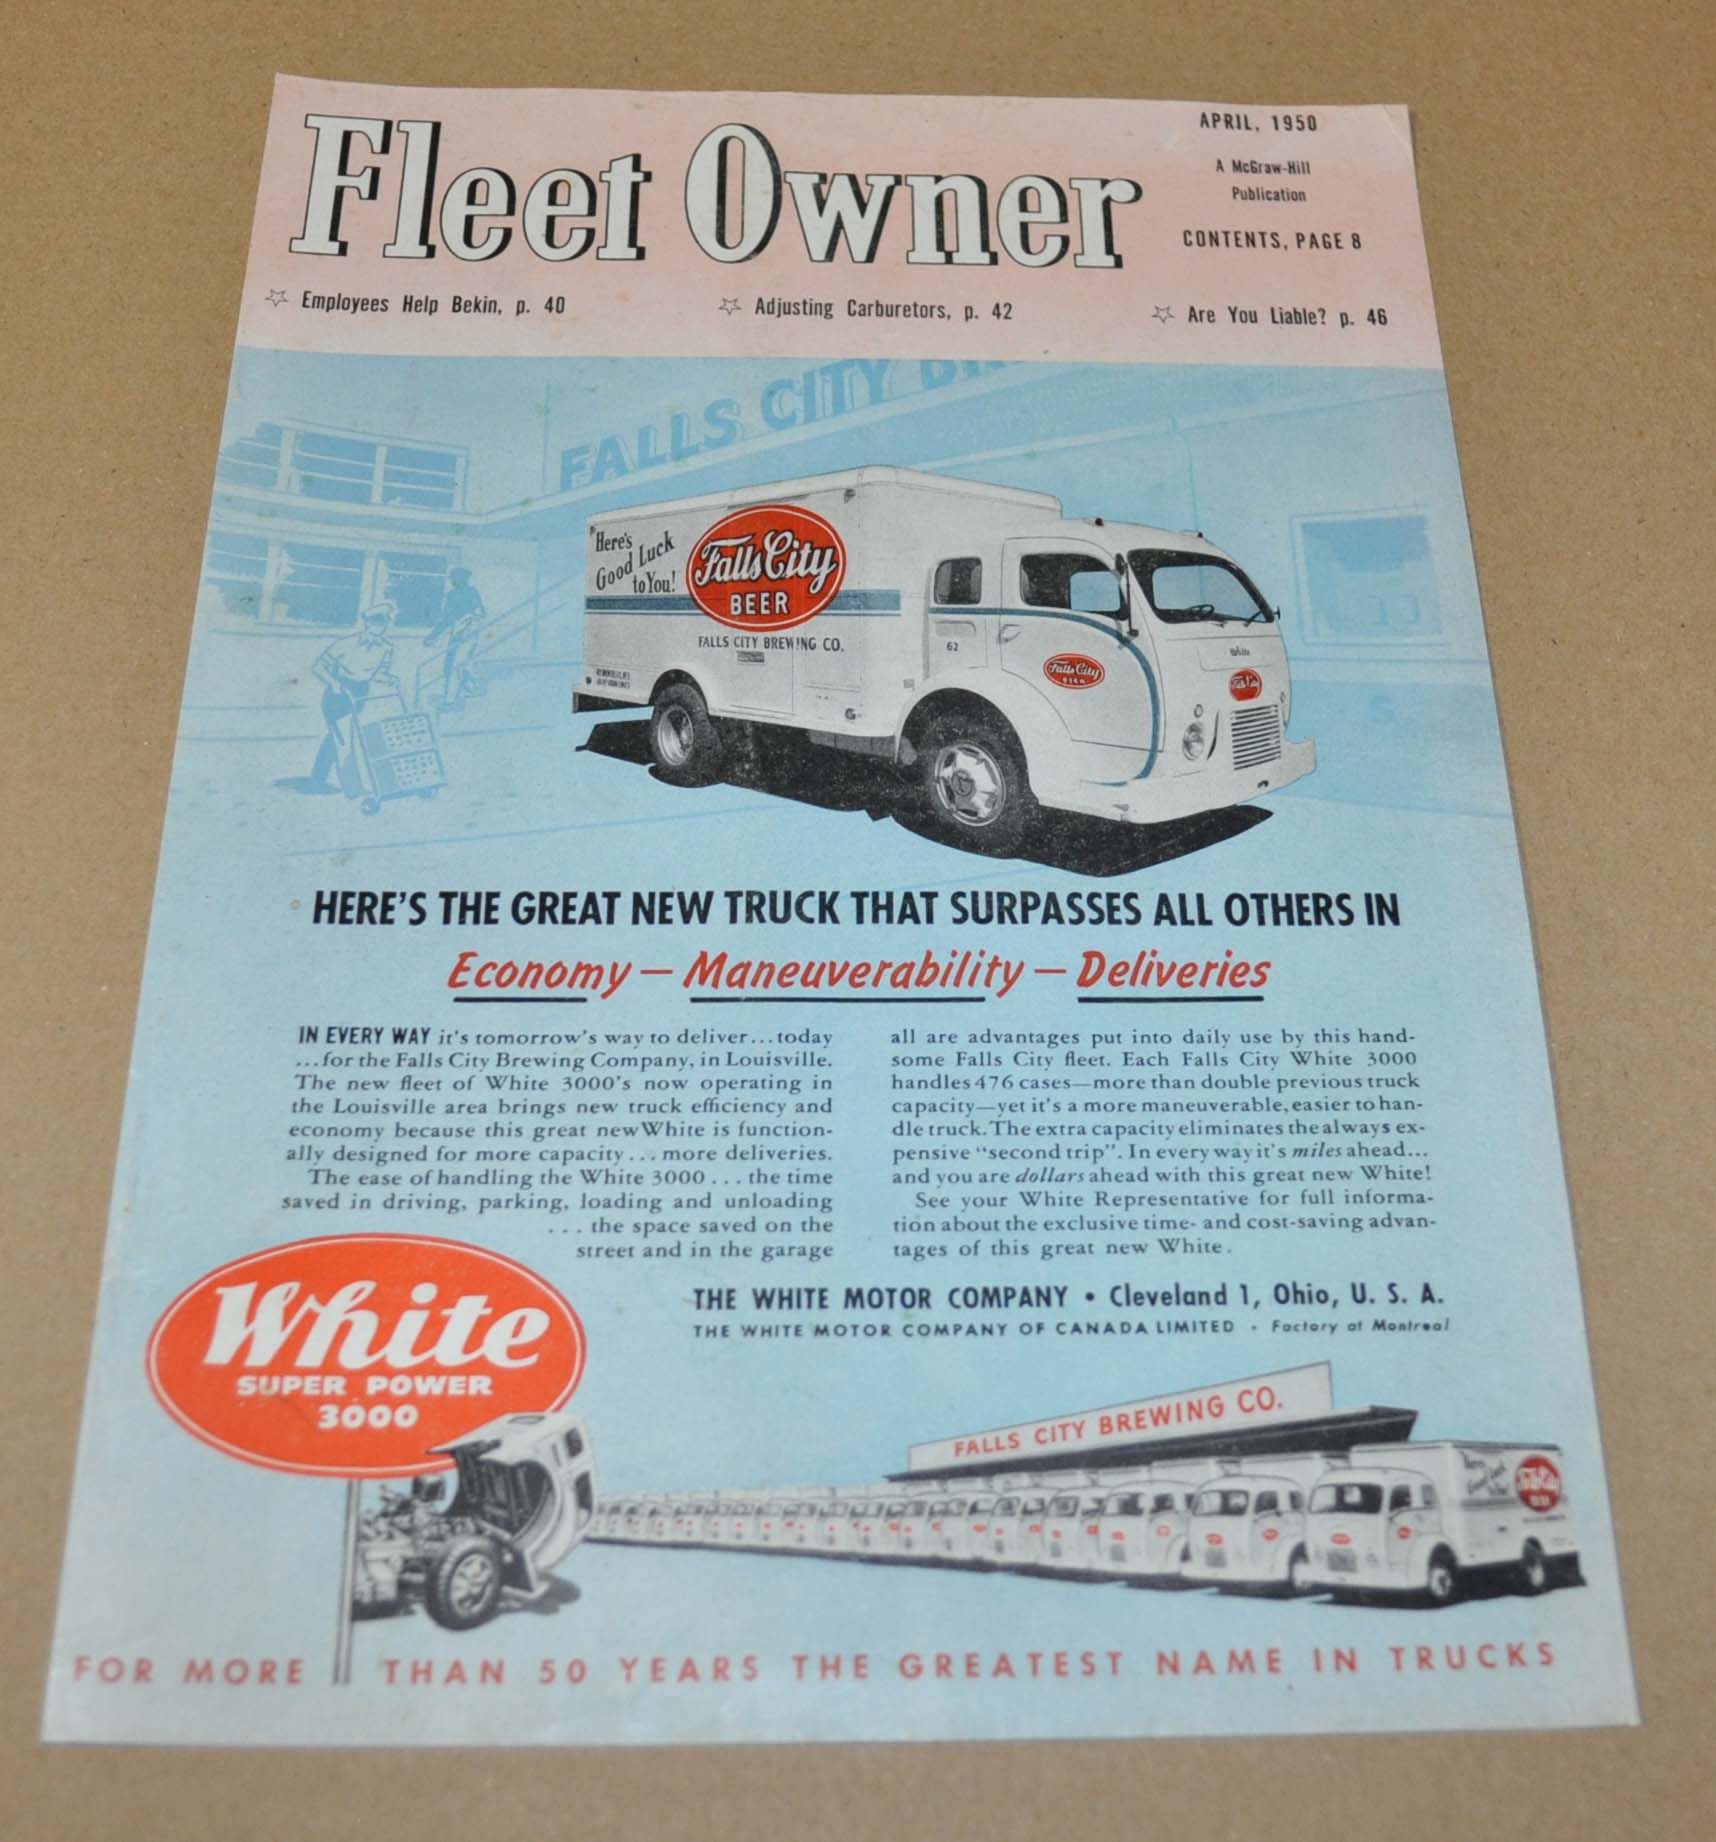 Fleet Owner
APRIL, 1950
A McGraw-Hill
Publication
CONTENTS, PAGE 8
☆ Employees Help Bekin, p. 40
☆ Adjusting Carburetors, p. 42
☆ Are You Liable? p. 46
FALLS CITY BR
Here's
Good Luck
to You!
Falls City
BEER
FALLS CITY BREWING CO.
62
Falls City
BEER
White
Falls City
HERE'S THE GREAT NEW TRUCK THAT SURPASSES ALL OTHERS IN
Economy — Maneuverability — Deliveries
IN EVERY WAY it's tomorrow's way to deliver...today
...for the Falls City Brewing Company, in Louisville.
The new fleet of White 3000's now operating in
the Louisville area brings new truck efficiency and
economy because this great new White is function-
ally designed for more capacity... more deliveries.
The ease of handling the White 3000 ... the time
saved in driving, parking, loading and unloading
... the space saved on the
street and in the garage
all are advantages put into daily use by this hand-
some Falls City fleet. Each Falls City White 3000
handles 476 cases—more than double previous truck
capacity—yet it's a more maneuverable, easier to han-
dle truck. The extra capacity eliminates the always ex-
pensive "second trip". In every way it's miles ahead...
and you are dollars ahead with this great new White!
See your White Representative for full informa-
tion about the exclusive time- and cost-saving advan-
tages of this great new White.
THE WHITE MOTOR COMPANY • Cleveland 1, Ohio, U. S. A.
THE WHITE MOTOR COMPANY OF CANADA LIMITED • Factory at Montreal
White
SUPER POWER
3000
FALLS CITY BREWING CO.
FOR MORE THAN 50 YEARS THE GREATEST NAME IN TRUCKS